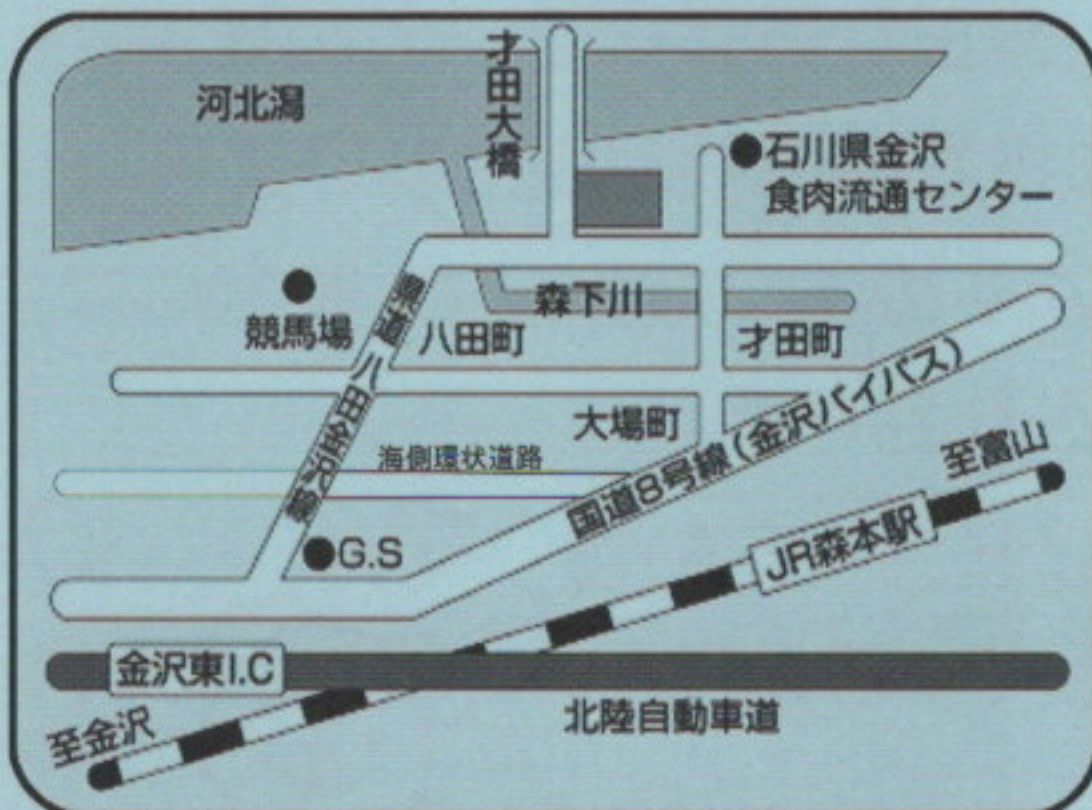 才田大橋
河北潟
石川県金沢
食肉流通センター
競馬場
県道 八田金沢線
森下川
八田町
才田町
大場町
海側環状道路
国道8号線(金沢バイパス)
至富山
G.S
JR森本駅
金沢東I.C
至金沢
北陸自動車道